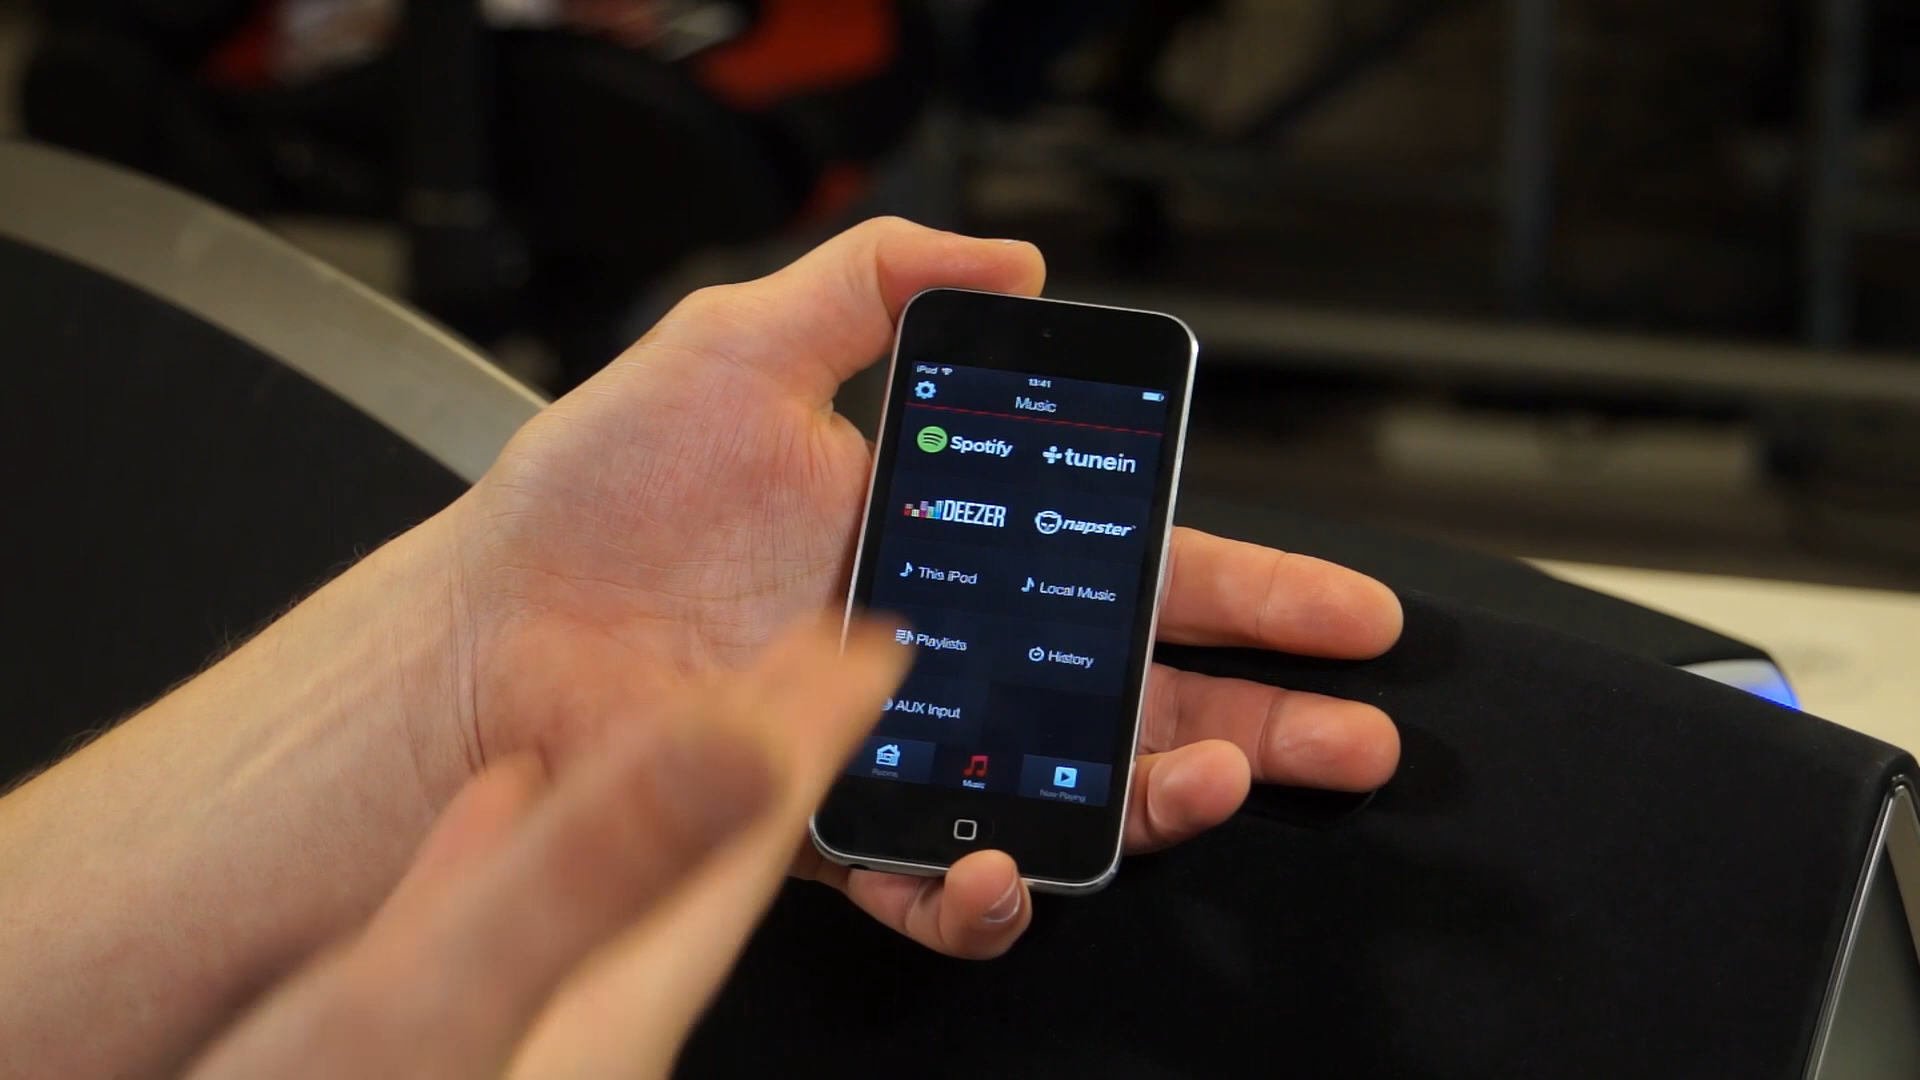 iPod
13:41
Music
Spotify
tunein
DEEZER
napster
This iPod
Local Music
Playlists
History
AUX Input
Rooms
Music
Now Playing